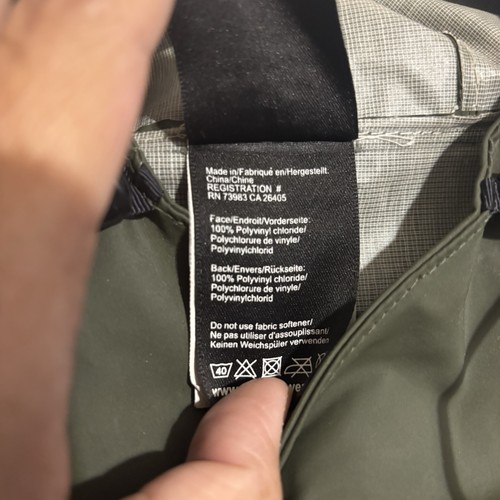 Made in/Fabriqué en/Hergestellt.
China/Chine
REGISTRATION #
RN 73983 CA 26405
Face/Endroit/Vorderseite:
100% Polyvinyl chloride/
Polychlorure de vinyle/
Polyvinylchlorid
Back/Envers/Rückseite:
100% Polyvinyl chloride/
Polychlorure de vinyle/
Polyvinylchlorid
Do not use fabric softener/
Ne pas utiliser d'assouplissant/
Keinen Weichspüler verwenden
40